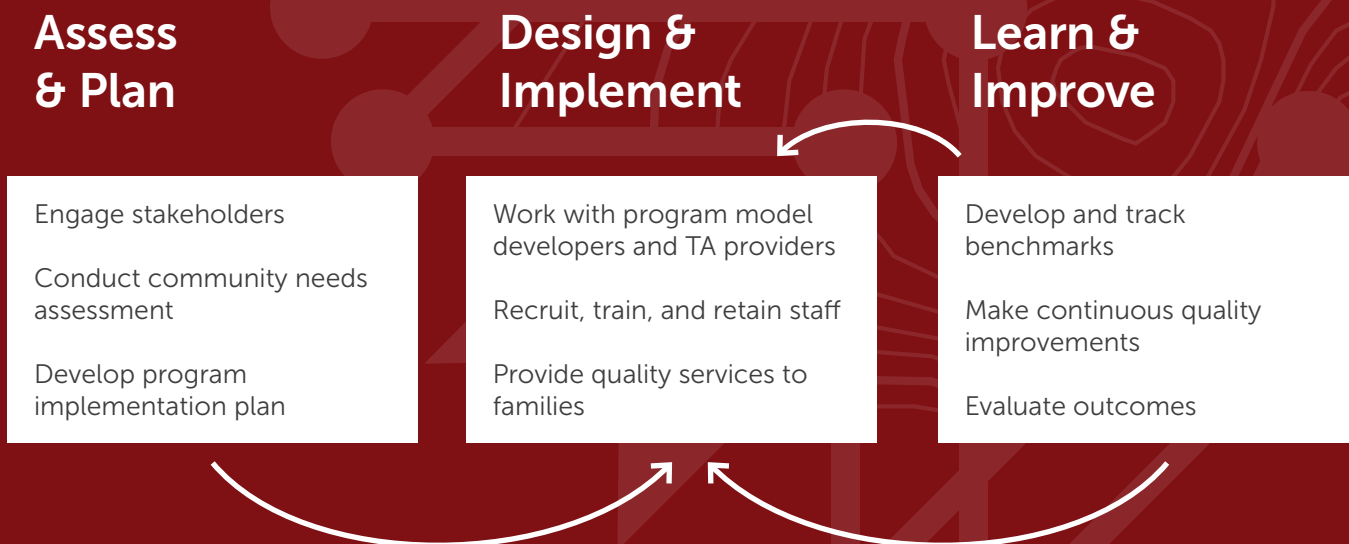 Assess
& Plan
Engage stakeholders
Conduct community needs
assessment
Develop program
implementation plan
Design &
Implement
Work with program model
developers and TA providers
Recruit, train, and retain staff
Provide quality services to
families
Learn &
Improve
Develop and track
benchmarks
Make continuous quality
improvements
Evaluate outcomes